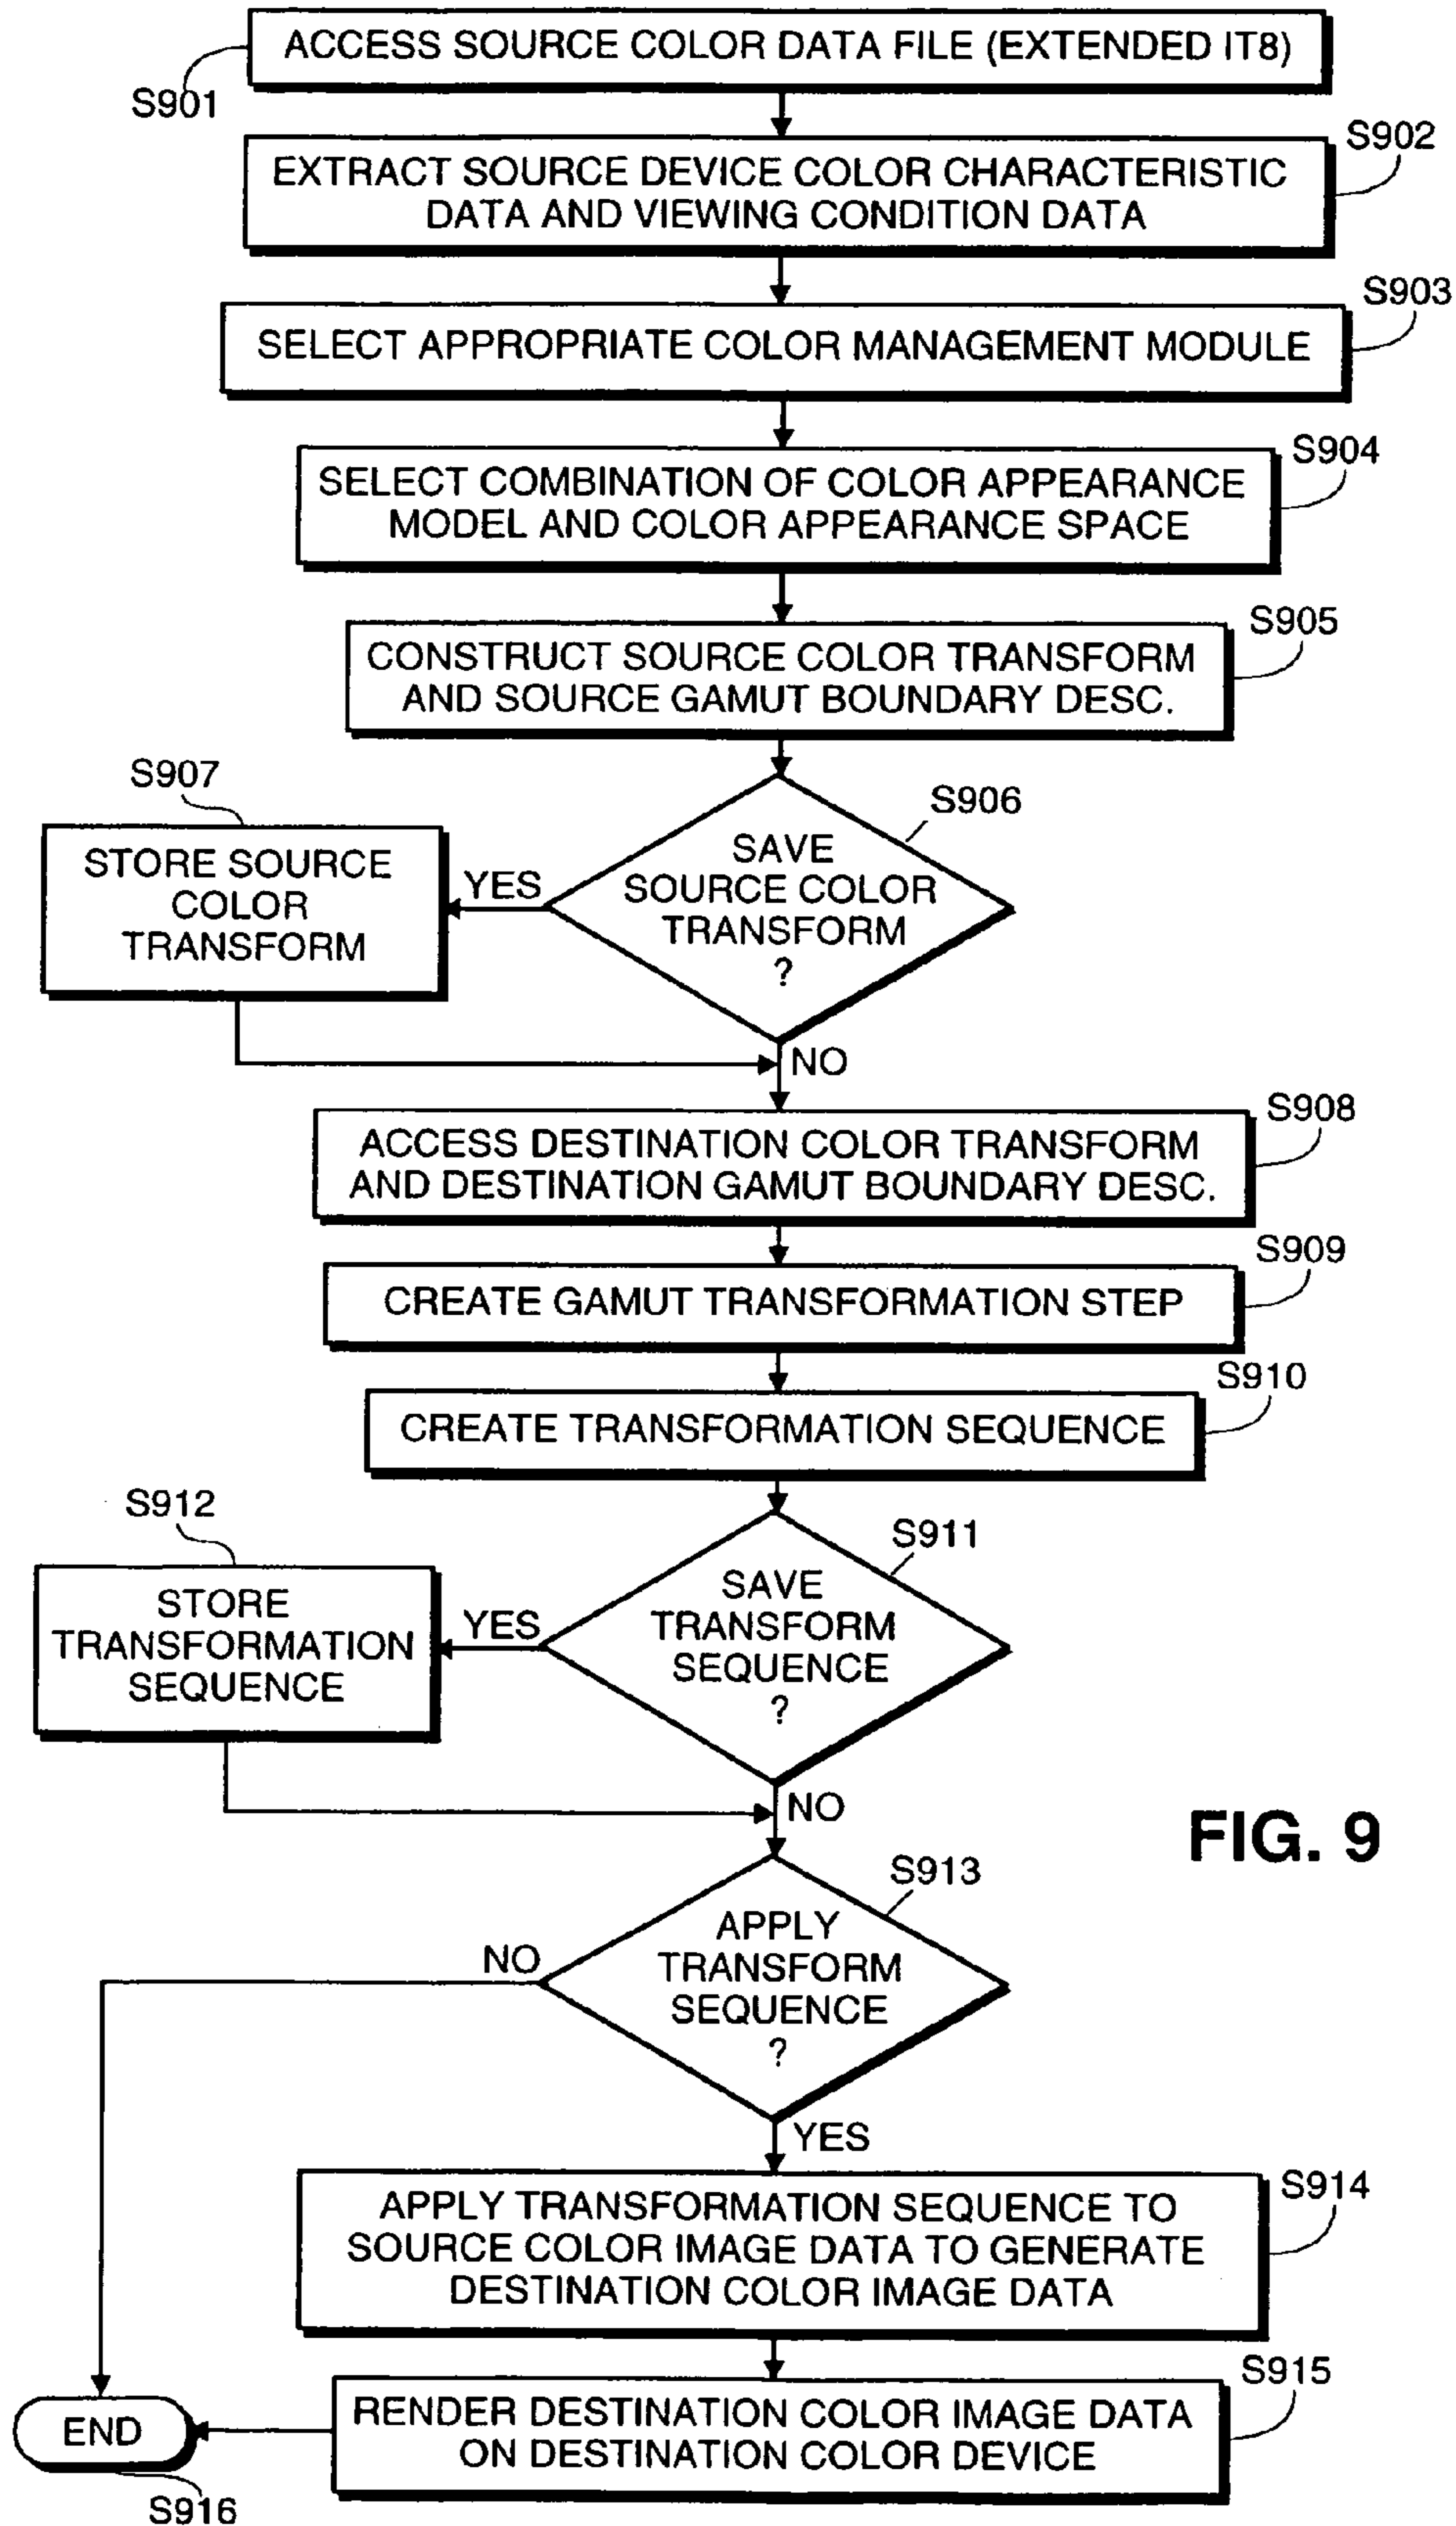 ACCESS SOURCE COLOR DATA FILE (EXTENDED IT8)
S901
S902
EXTRACT SOURCE DEVICE COLOR CHARACTERISTIC
DATA AND VIEWING CONDITION DATA
S903
SELECT APPROPRIATE COLOR MANAGEMENT MODULE
S904
SELECT COMBINATION OF COLOR APPEARANCE
MODEL AND COLOR APPEARANCE SPACE
S905
CONSTRUCT SOURCE COLOR TRANSFORM
AND SOURCE GAMUT BOUNDARY DESC.
S906
SAVE
SOURCE COLOR
TRANSFORM
?
YES
S907
STORE SOURCE
COLOR
TRANSFORM
NO
S908
ACCESS DESTINATION COLOR TRANSFORM
AND DESTINATION GAMUT BOUNDARY DESC.
S909
CREATE GAMUT TRANSFORMATION STEP
S910
CREATE TRANSFORMATION SEQUENCE
S911
SAVE
TRANSFORM
SEQUENCE
?
YES
S912
STORE
TRANSFORMATION
SEQUENCE
NO
FIG. 9
S913
APPLY
TRANSFORM
SEQUENCE
?
NO
YES
S914
APPLY TRANSFORMATION SEQUENCE TO
SOURCE COLOR IMAGE DATA TO GENERATE
DESTINATION COLOR IMAGE DATA
S915
RENDER DESTINATION COLOR IMAGE DATA
ON DESTINATION COLOR DEVICE
END
S916